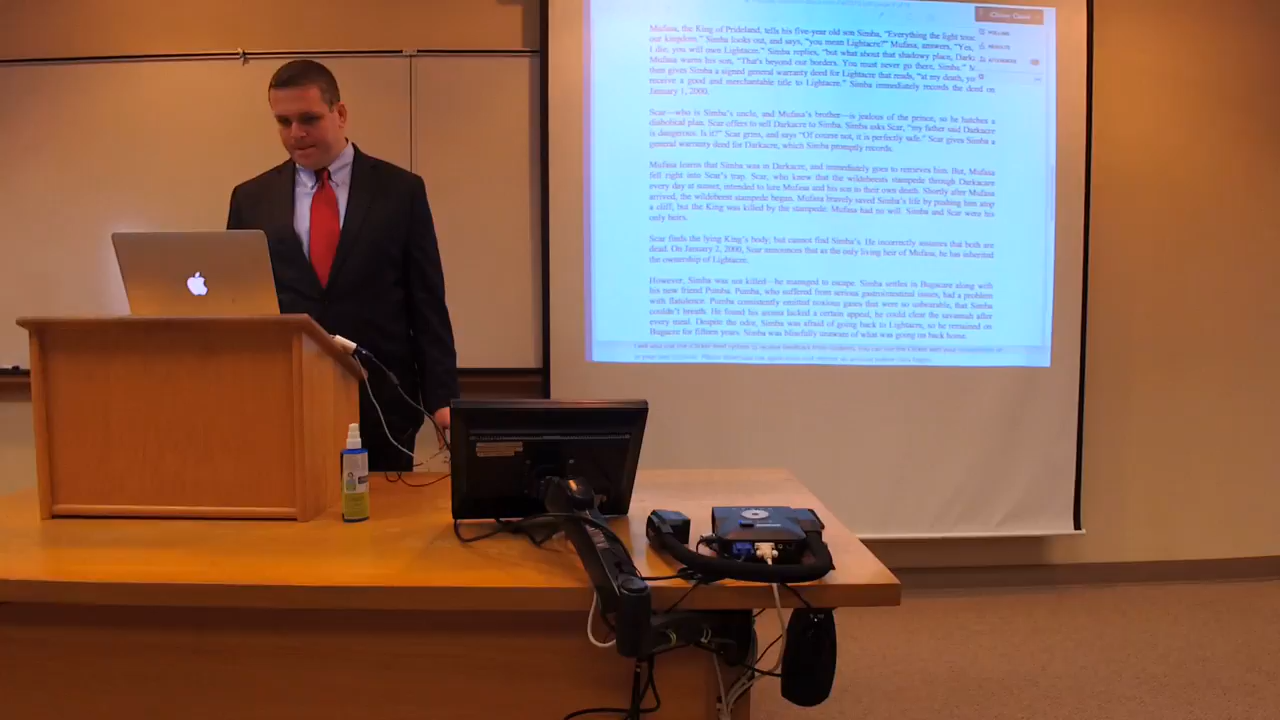 Mufasa, the King of Prideland, tells his five-year old son Simba, "Everything the light touc
our kingdom." Simba looks out, and says, "you mean Lightacre?" Mufasa, answers, "Yes,
Like, you will own Lightacre." Simba replies, "but what about that shadowy place, Dark
Mufasa warns his son, "That's beyond our borders. You must never go there, Simba."
then gives Simba a signed general warranty deed for Lightacre that reads, "at my death, yo
receive a good and merchantable title to Lightacre." Simba immediately records the deed on
January 1, 2000.
Scar—who is Simba's uncle, and Mufasa's brother—is jealous of the prince, so he hatches a
diabolical plan. Scar offers to sell Darkacre to Simba. Simba asks Scar, "my father said Darkacre
is dangerous. Is it?" Scar grins, and says "Of course not, it is perfectly safe." Scar gives Simba a
general warranty deed for Darkacre, which Simba promptly records.
Mufasa learns that Simba was in Darkacre, and immediately goes to retrieve him. But, Mufasa
fell right into Scar's trap. Scar, who knew that the wildebeests stampede through Darkacre
every day at sunset, intended to lure Mufasa and his son to their own death. Shortly after Mufasa
arrived, the wildebeest stampede began. Mufasa bravely saved Simba's life by pushing him atop
a cliff; but the King was killed by the stampede. Mufasa had no will. Simba and Scar were his
only heirs.
Scar finds the lying King's body; but cannot find Simba's. He incorrectly assumes that both are
dead. On January 2, 2000, Scar announces that as the only living heir of Mufasa, he has inherited
the ownership of Lightacre.
However, Simba was not killed—he managed to escape. Simba settles in Bugacre along with
his new friend Pumba. Pumba, who suffered from serious gastrointestinal issues, had a problem
with flatulence. Pumba consistently emitted noxious gases that were so unbearable, that Simba
couldn't breath. He found his aroma lacked a certain appeal, he could clear the savannah after
every meal. Despite the odor, Simba was afraid of going back to Lightacre, so he remained on
Bugacre for fifteen years. Simba was blissfully unaware of what was going on back home.